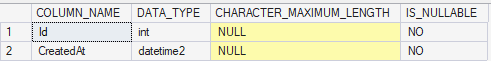 COLUMN_NAME DATA_TYPE CHARACTER_MAXIMUM_LENGTH IS_NULLABLE
1 Id int NULL NO
2 CreatedAt datetime2 NULL NO